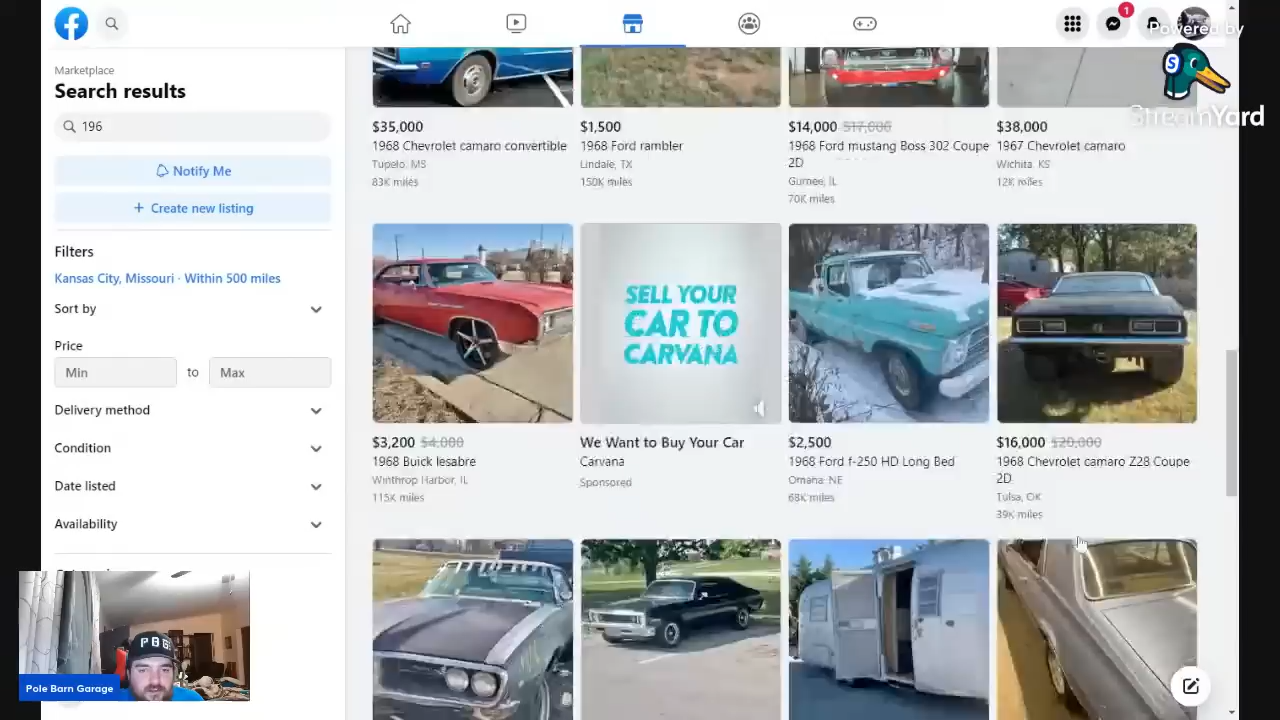 Powered by
StreamYard
1
Marketplace
Search results
196
Notify Me
+ Create new listing
Filters
Kansas City, Missouri · Within 500 miles
Sort by
Price
Min
to
Max
Delivery method
Condition
Date listed
Availability
$35,000
1968 Chevrolet camaro convertible
Tupelo, MS
83K miles
$1,500
1968 Ford rambler
Lindale, TX
150K miles
$14,000 $17,000
1968 Ford mustang Boss 302 Coupe
2D
Gurnee, IL
70K miles
$38,000
1967 Chevrolet camaro
Wichita, KS
12K miles
$3,200 $4,000
1968 Buick lesabre
Winthrop Harbor, IL
115K miles
SELL YOUR
CAR TO
CARVANA
We Want to Buy Your Car
Carvana
Sponsored
$2,500
1968 Ford f-250 HD Long Bed
Omaha, NE
68K miles
$16,000 $20,000
1968 Chevrolet camaro Z28 Coupe
2D
Tulsa, OK
39K miles
PBG
Pole Barn Garage